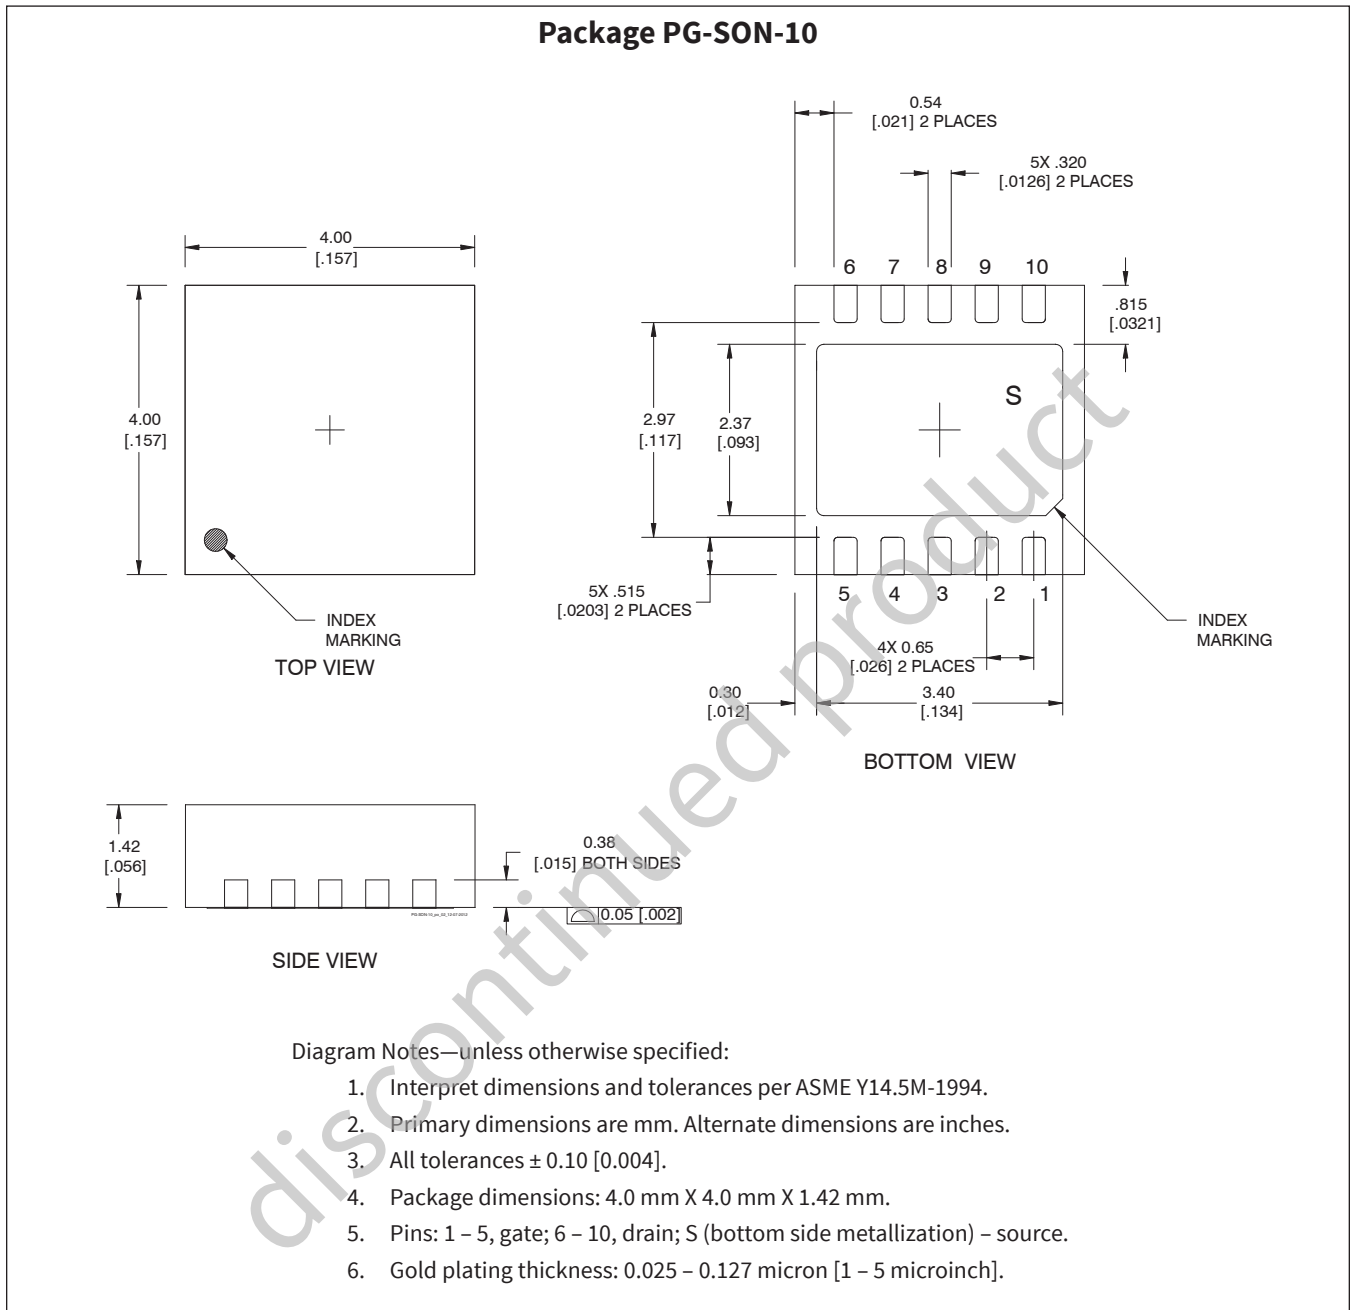 Package PG-SON-10
0.54
[.021] 2 PLACES
5X .320
[.0126] 2 PLACES
4.00
[.157]
6 7 8 9 10
.815
[.0321]
S
4.00
[.157]
2.97
[.117]
2.37
[.093]
5X .515
[.0203] 2 PLACES
5 4 3 2 1
INDEX
MARKING
INDEX
MARKING
4X 0.65
[.026] 2 PLACES
TOP VIEW
0.30
[.012]
3.40
[.134]
BOTTOM VIEW
1.42
[.056]
0.38
[.015] BOTH SIDES
0.05 [.002]
SIDE VIEW
discontinued product
Diagram Notes—unless otherwise specified:
1. Interpret dimensions and tolerances per ASME Y14.5M-1994.
2. Primary dimensions are mm. Alternate dimensions are inches.
3. All tolerances ± 0.10 [0.004].
4. Package dimensions: 4.0 mm X 4.0 mm X 1.42 mm.
5. Pins: 1 – 5, gate; 6 – 10, drain; S (bottom side metallization) – source.
6. Gold plating thickness: 0.025 – 0.127 micron [1 – 5 microinch].